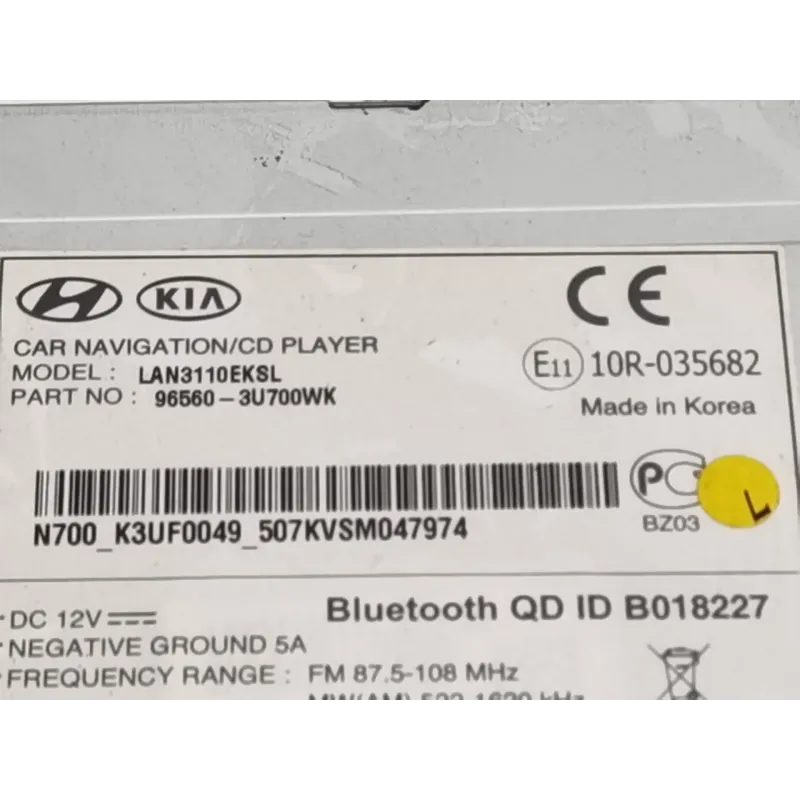 KIA
CE
CAR NAVIGATION/CD PLAYER
MODEL : LAN3110EKSL
PART NO : 96560-3U700WK
E11 10R-035682
Made in Korea
PC
BZ03
L
N700_K3UF0049_507KVSM047974
DC 12V
Bluetooth QD ID B018227
NEGATIVE GROUND 5A
FREQUENCY RANGE : FM 87.5-108 MHz